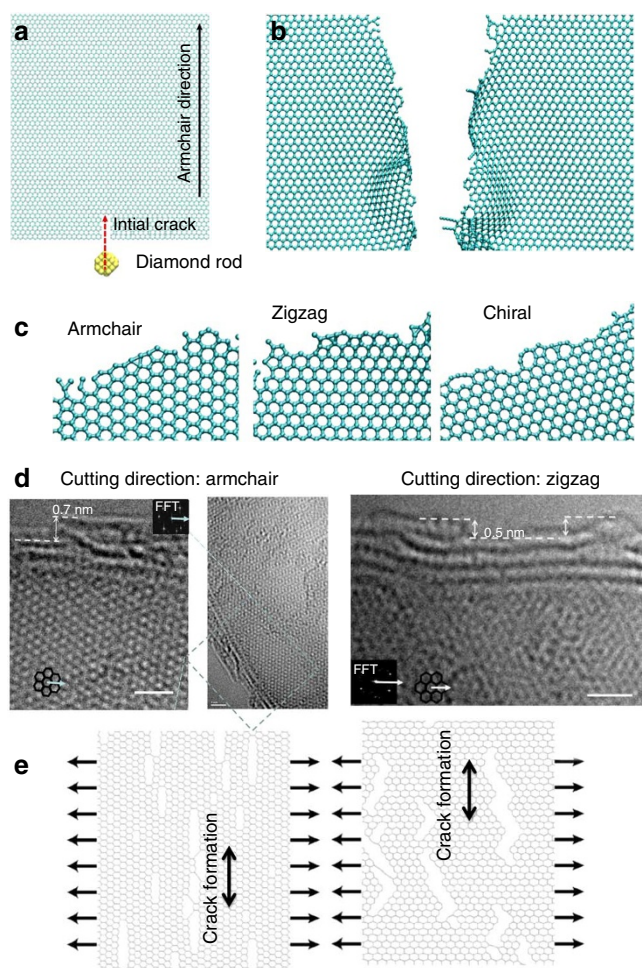 a
Armchair direction
Intial crack
Diamond rod
b
c
Armchair
Zigzag
Chiral
d
Cutting direction: armchair
Cutting direction: zigzag
0.7 nm
FFT
0.5 nm
FFT
e
Crack formation
Crack formation